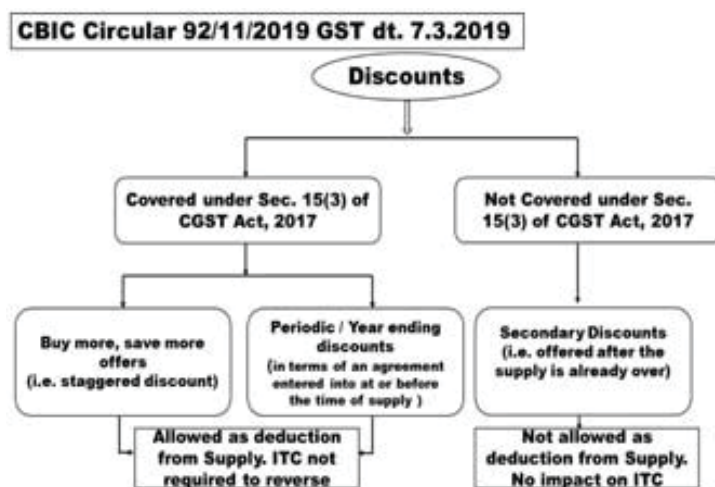 CBIC Circular 92/11/2019 GST dt. 7.3.2019
Discounts
Covered under Sec. 15(3) of
CGST Act, 2017
Not Covered under Sec.
15(3) of CGST Act, 2017
Buy more, save more
offers
(i.e. staggered discount)
Periodic / Year ending
discounts
(in terms of an agreement
entered into at or before
the time of supply )
Secondary Discounts
(i.e. offered after the
supply is already over)
Allowed as deduction
from Supply. ITC not
required to reverse
Not allowed as
deduction from Supply.
No impact on ITC